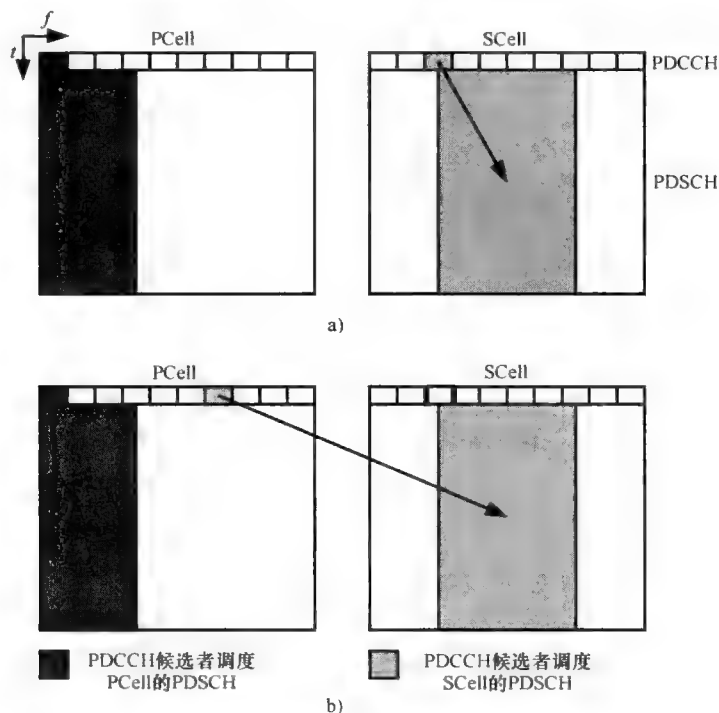 f
t
PCell
SCell
PDCCH
PDSCH
a)
PCell
SCell
PDCCH候选者调度
PCell的PDSCH
PDCCH候选者调度
SCell的PDSCH
b)